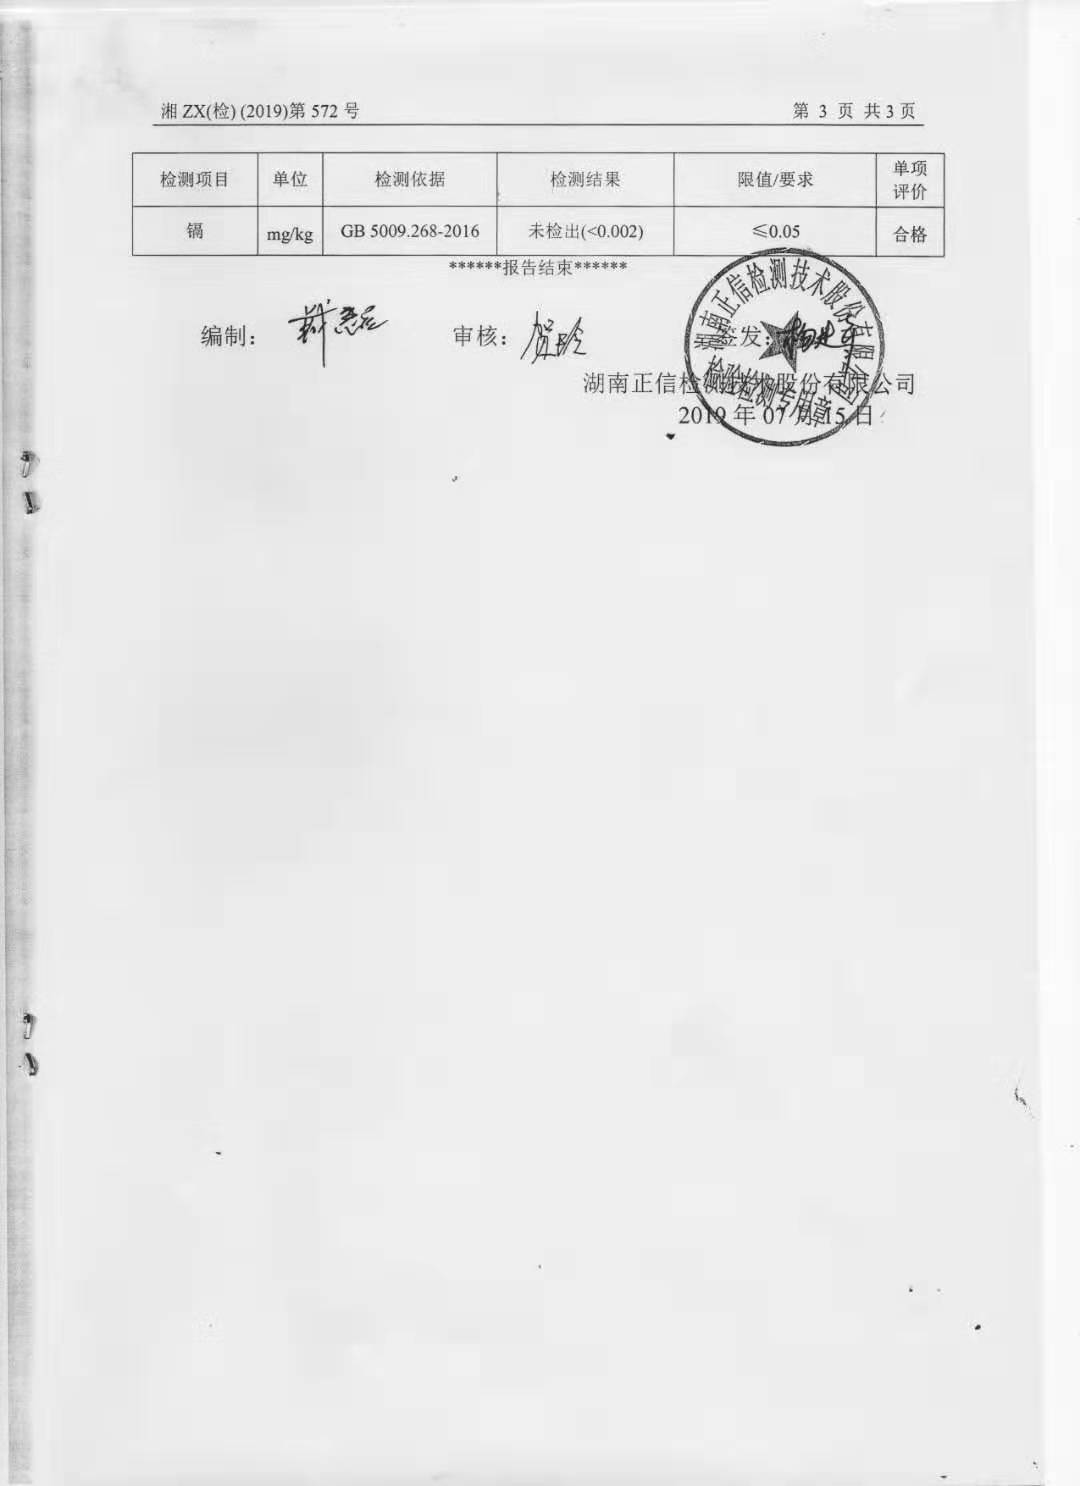 湘 ZX(检) (2019)第 572 号 第 3 页 共 3 页
检测项目 单位 检测依据 检测结果 限值/要求 单项评价
镉 mg/kg GB 5009.268-2016 未检出(<0.002) ≤0.05 合格
******报告结束******
编制: 审核: 贺玲 签发:
湖南正信检测技术股份有限公司
检验检测专用章
湖南正信检测技术股份有限公司
2019 年 07 月 15 日